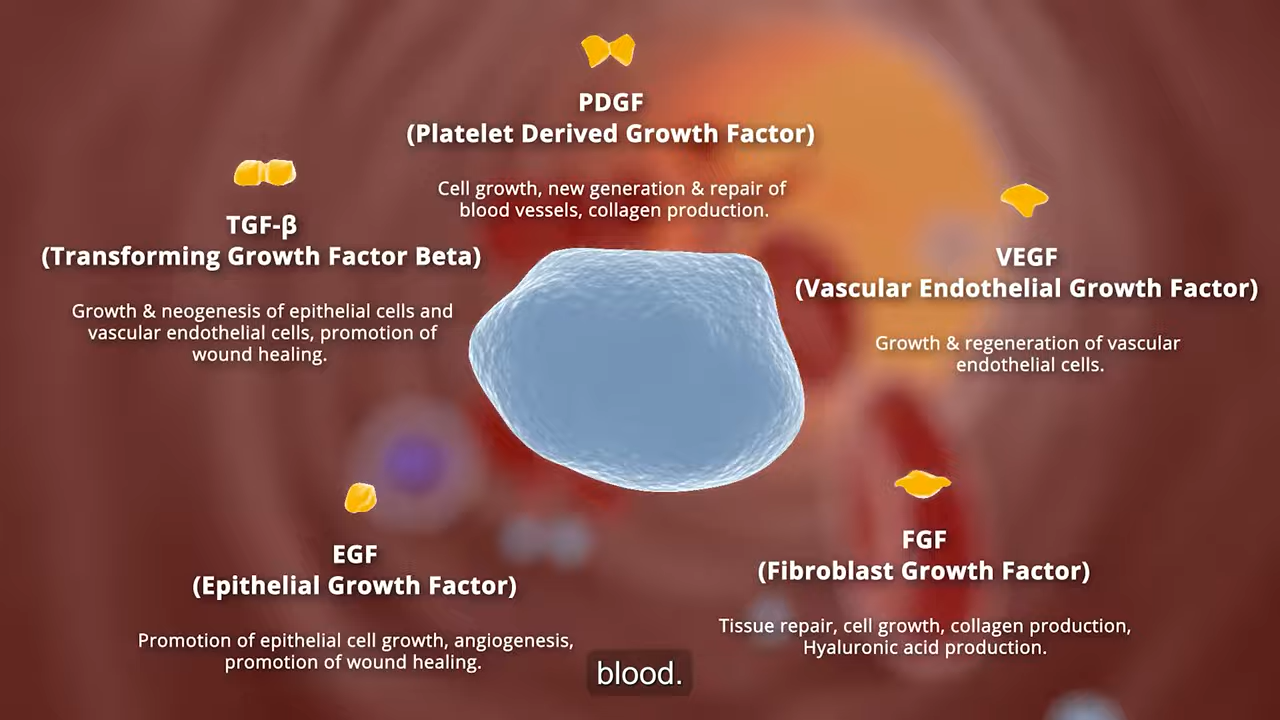 PDGF
(Platelet Derived Growth Factor)
Cell growth, new generation & repair of
blood vessels, collagen production.
TGF-β
(Transforming Growth Factor Beta)
Growth & neogenesis of epithelial cells and
vascular endothelial cells, promotion of
wound healing.
VEGF
(Vascular Endothelial Growth Factor)
Growth & regeneration of vascular
endothelial cells.
EGF
(Epithelial Growth Factor)
Promotion of epithelial cell growth, angiogenesis,
promotion of wound healing.
FGF
(Fibroblast Growth Factor)
Tissue repair, cell growth, collagen production,
Hyaluronic acid production.
blood.